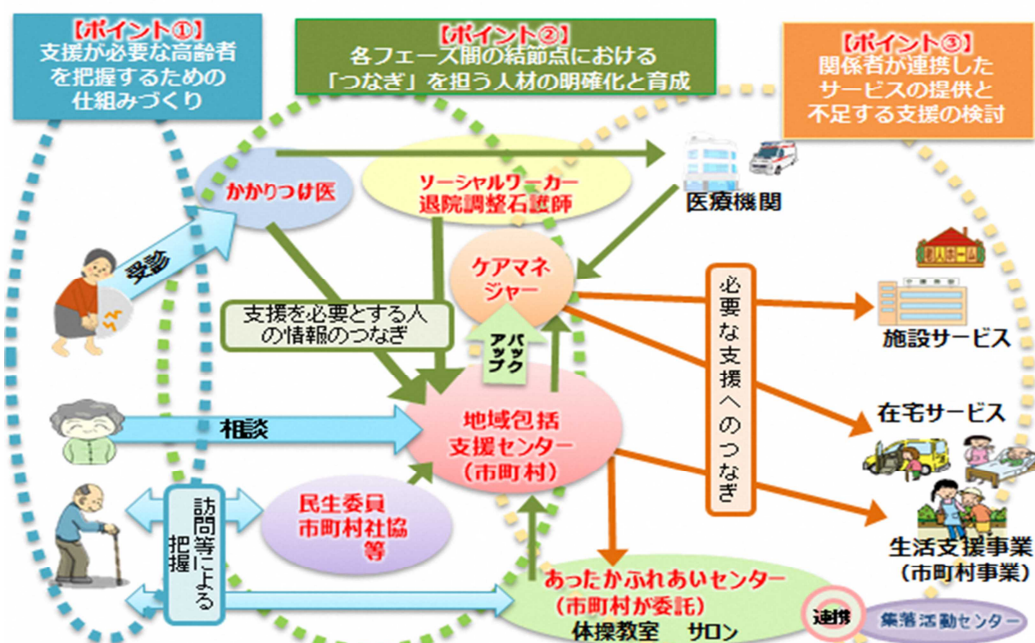 【ポイント①】
支援が必要な高齢者
を把握するための
仕組みづくり
【ポイント②】
各フェーズ間の結節点における
「つなぎ」を担う人材の明確化と育成
【ポイント③】
関係者が連携した
サービスの提供と
不足する支援の検討
かかりつけ医
ソーシャルワーカー
退院調整石護師
医療機関
受診
ケアマネ
ジャー
老人ホーム
介護施設
施設サービス
支援を必要とする人
の情報のつなぎ
バック
アップ
必要な支援へのつなぎ
相談
地域包括
支援センター
(市町村)
在宅サービス
訪問等による
把握
民生委員
市町村社協
等
生活支援事業
(市町村事業)
あったかふれあいセンター
(市町村が委託)
体操教室 サロン
連携
集落活動センター